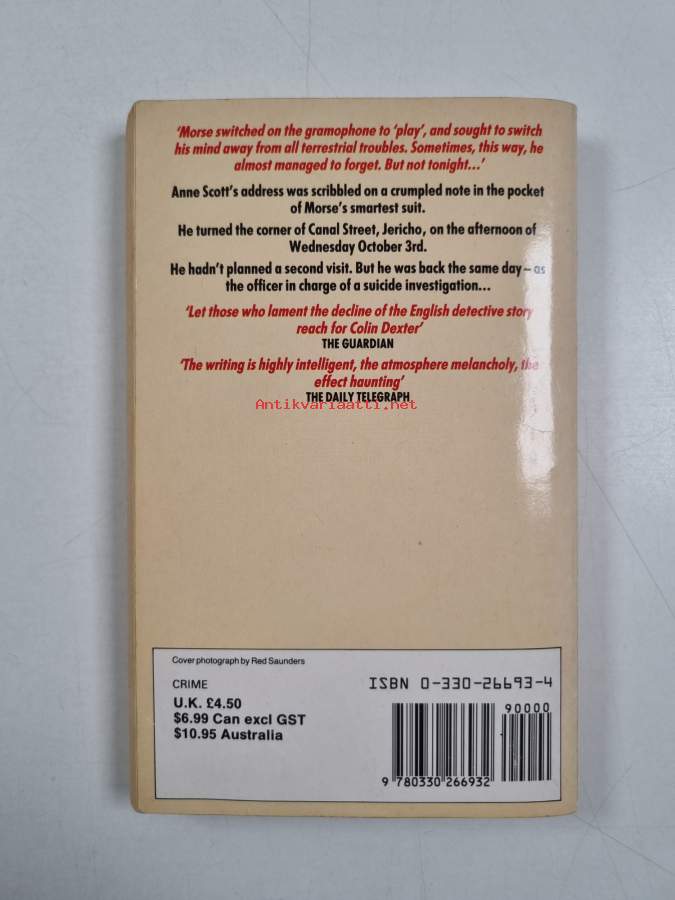 'Morse switched on the gramophone to 'play', and sought to switch
his mind away from all terrestrial troubles. Sometimes, this way, he
almost managed to forget. But not tonight...'
Anne Scott's address was scribbled on a crumpled note in the pocket
of Morse's smartest suit.
He turned the corner of Canal Street, Jericho, on the afternoon of
Wednesday October 3rd.
He hadn't planned a second visit. But he was back the same day – as
the officer in charge of a suicide investigation...
'Let those who lament the decline of the English detective story
reach for Colin Dexter'
THE GUARDIAN
'The writing is highly intelligent, the atmosphere melancholy, the
effect haunting'
THE DAILY TELEGRAPH
Antikvariaatti.net
Cover photograph by Red Saunders
CRIME
U.K. £4.50
$6.99 Can excl GST
$10.95 Australia
ISBN 0-330-26693-4
90000
9 780330 266932